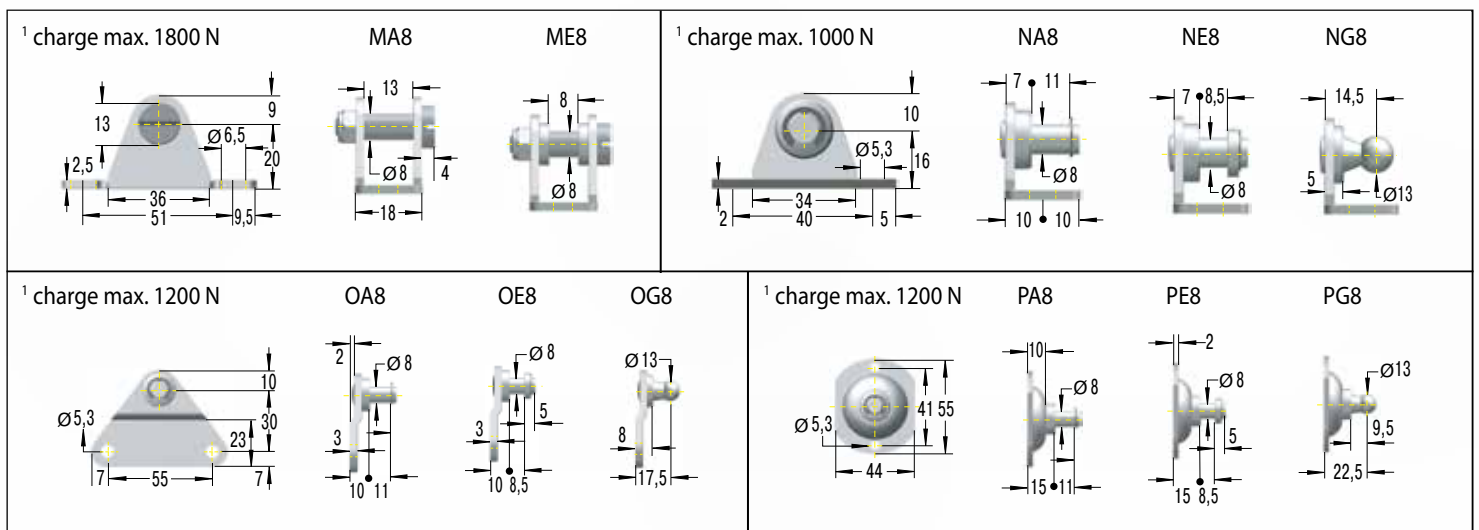 1 charge max. 1800 N MA8 ME8
13 9 20 Ø 6,5 2,5 36 51 9,5
13 Ø 8 4 18
8 Ø 8
1 charge max. 1000 N NA8 NE8 NG8
10 16 Ø 5,3 2 34 40 5
7 11 Ø 8 10 10
7 8,5 Ø 8
14,5 5 Ø13
1 charge max. 1200 N OA8 OE8 OG8
10 30 23 7 Ø 5,3 7 55
2 Ø 8 3 10 11
Ø 8 5 3 10 8,5
Ø 13 8 17,5
1 charge max. 1200 N PA8 PE8 PG8
Ø 5,3 41 55 44
10 Ø 8 15 11
2 Ø 8 5 15 8,5
Ø13 9,5 22,5